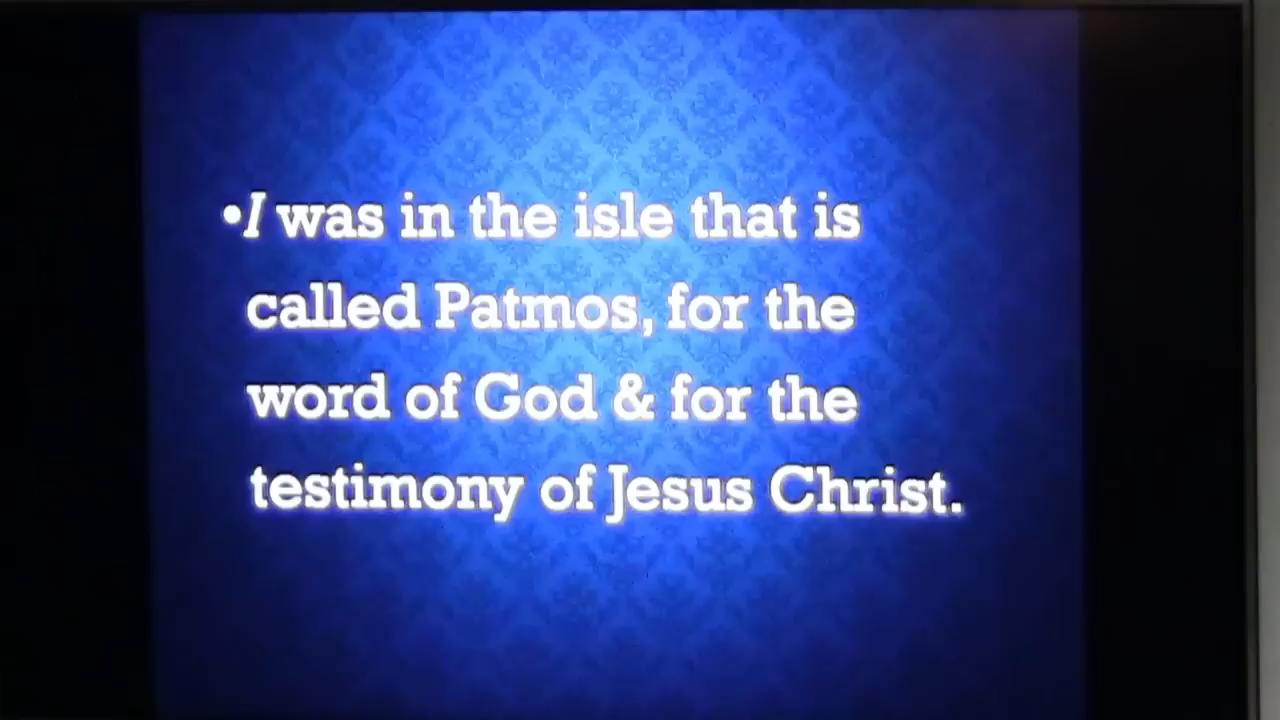 •I was in the isle that is
called Patmos, for the
word of God & for the
testimony of Jesus Christ.